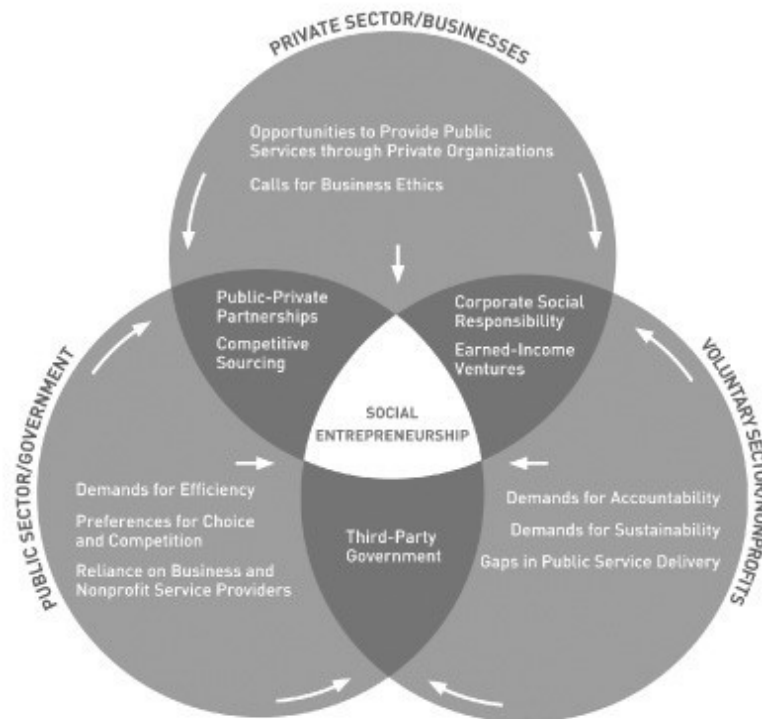 PRIVATE SECTOR/BUSINESSES
Opportunities to Provide Public
Services through Private Organizations
Calls for Business Ethics
Public-Private
Partnerships
Competitive
Sourcing
Corporate Social
Responsibility
Earned-Income
Ventures
SOCIAL
ENTREPRENEURSHIP
PUBLIC SECTOR/GOVERNMENT
Demands for Efficiency
Preferences for Choice
and Competition
Reliance on Business and
Nonprofit Service Providers
Third-Party
Government
Demands for Accountability
Demands for Sustainability
Gaps in Public Service Delivery
VOLUNTARY SECTOR/NONPROFITS